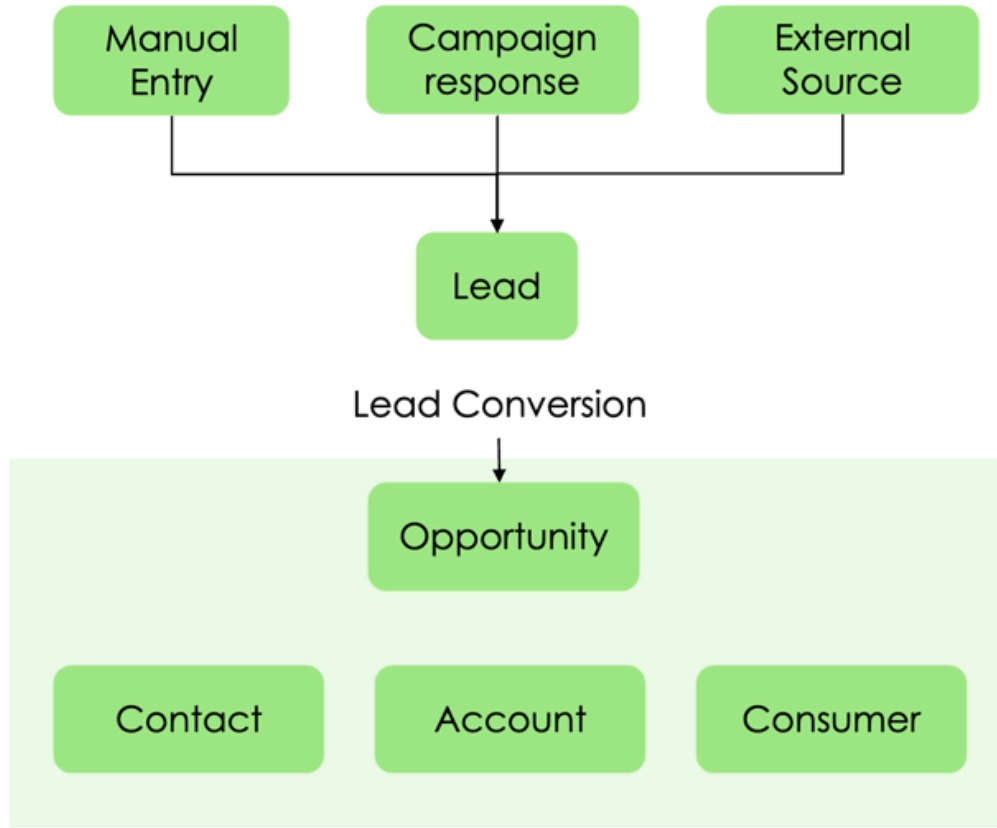 Manual
Entry
Campaign
response
External
Source
Lead
Lead Conversion
Opportunity
Contact
Account
Consumer